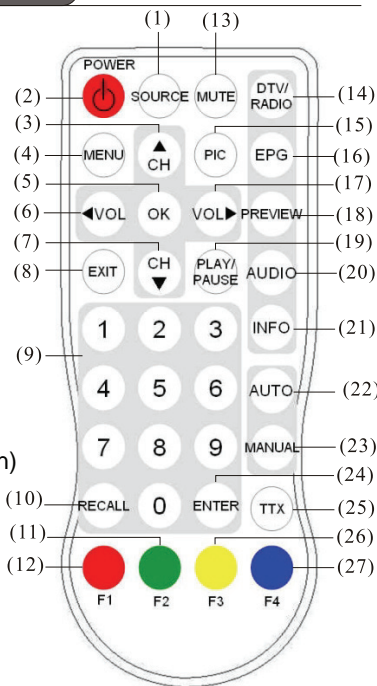 (1) (13)
POWER
(2) SOURCE MUTE DTV/ RADIO (14)
(3) (15)
(4) MENU ▲ CH PIC EPG (16)
(5) (17)
(6) ◀VOL OK VOL▶ PREVIEW (18)
(7) (19)
(8) EXIT CH ▼ PLAY/ PAUSE AUDIO (20)
1 2 3 INFO (21)
(9)
4 5 6 AUTO (22)
n)
7 8 9 MANUAL (23)
(24)
(10) RECALL 0 ENTER TTX (25)
(11) (26)
(12) (27)
F1 F2 F3 F4